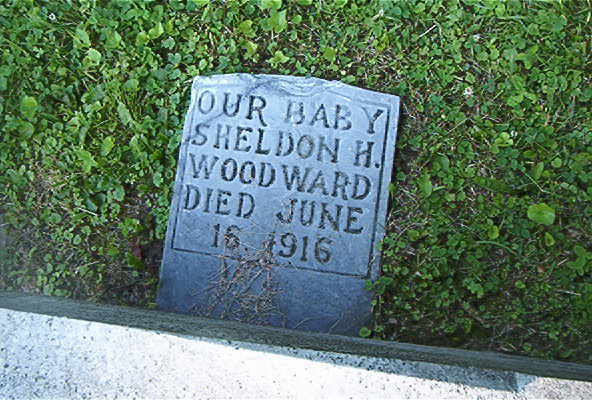 OUR BABY
SHELDON H.
WOODWARD
DIED JUNE
16 1916